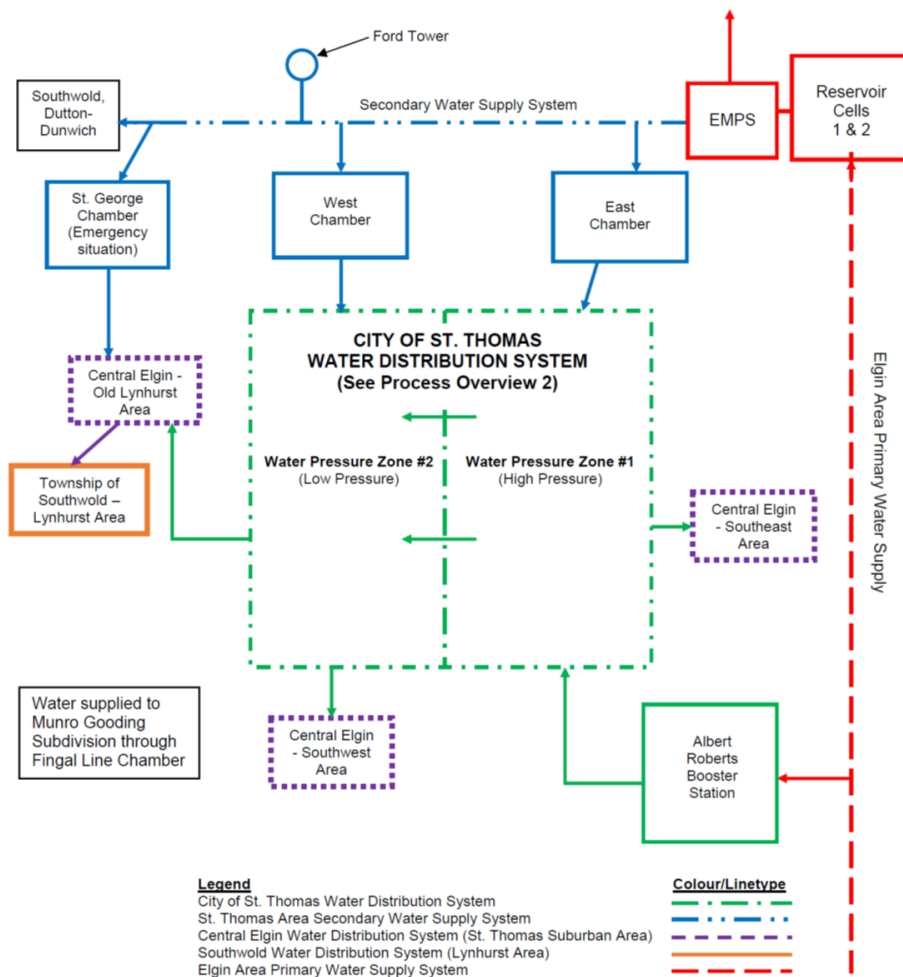 Ford Tower
Southwold,
Dutton-
Dunwich
Secondary Water Supply System
EMPS
Reservoir
Cells
1 & 2
St. George
Chamber
(Emergency
situation)
West
Chamber
East
Chamber
CITY OF ST. THOMAS
WATER DISTRIBUTION SYSTEM
(See Process Overview 2)
Central Elgin -
Old Lynhurst
Area
Water Pressure Zone #2
(Low Pressure)
Water Pressure Zone #1
(High Pressure)
Township of
Southwold –
Lynhurst Area
Central Elgin
- Southeast
Area
Elgin Area Primary Water Supply
Water supplied to
Munro Gooding
Subdivision through
Fingal Line Chamber
Central Elgin
- Southwest
Area
Albert
Roberts
Booster
Station
Legend
Colour/Linetype
City of St. Thomas Water Distribution System
St. Thomas Area Secondary Water Supply System
Central Elgin Water Distribution System (St. Thomas Suburban Area)
Southwold Water Distribution System (Lynhurst Area)
Elgin Area Primary Water Supply System